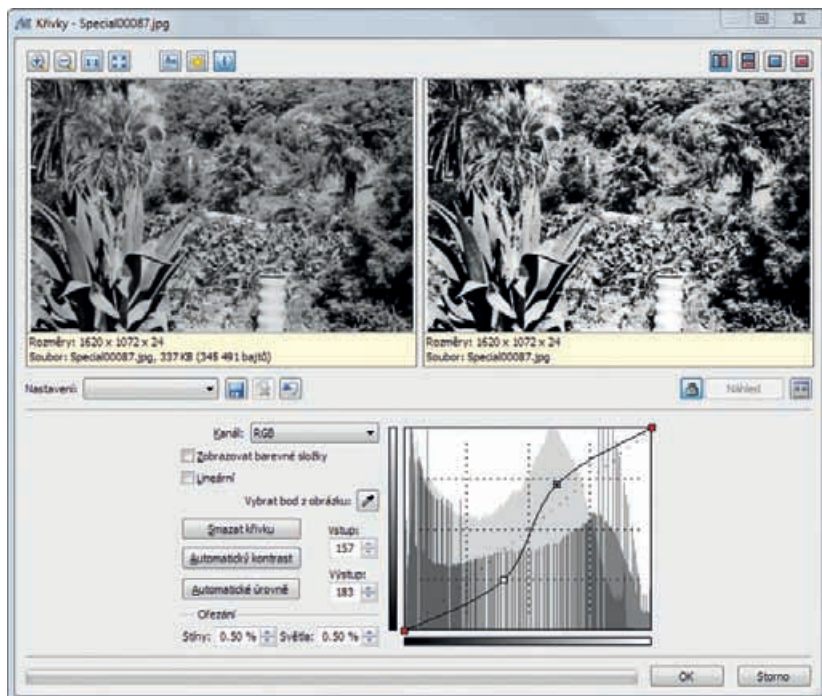 Křivky - Special00087.jpg
Rozměry: 1620 x 1072 x 24
Soubor: Special00087.jpg, 337 KB (345 491 bajtů)
Rozměry: 1620 x 1072 x 24
Soubor: Special00087.jpg
Nastavení:
Náhled
Kanál: RGB
Zobrazovat barevné složky
Lineární
Vybrat bod z obrázku:
Smazat křivku
Vstup:
157
Automatický kontrast
Výstup:
183
Automatické úrovně
Ořezání
Stíny: 0.50 % Světla: 0.50 %
OK
Storno